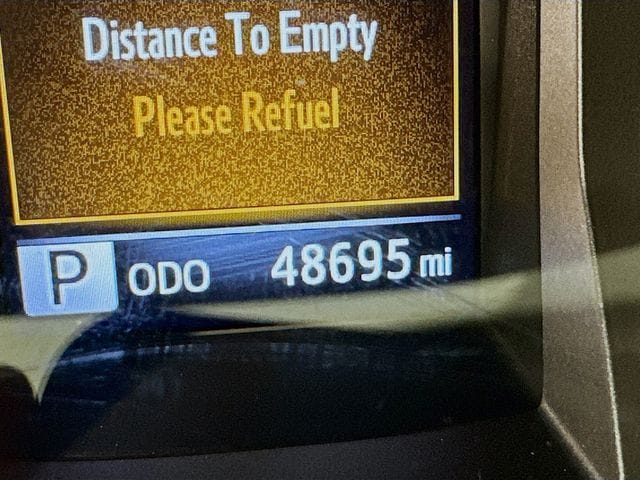 Distance To Empty
Please Refuel
P ODO 48695 mi